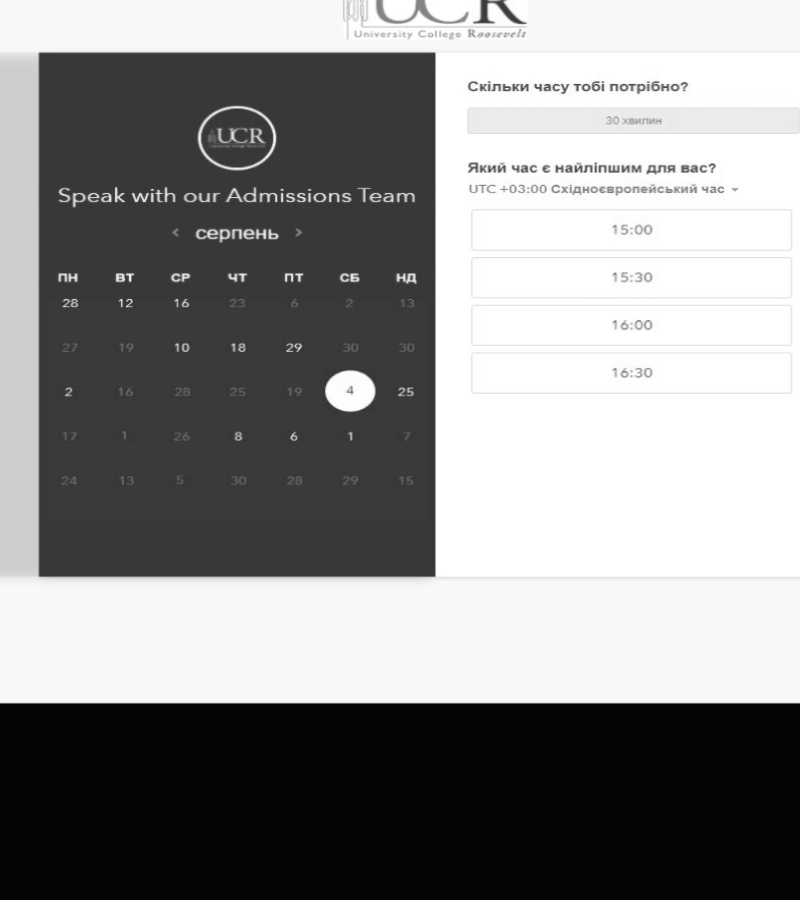 UCR
University College Roosevelt
UCR
Speak with our Admissions Team
< серпень >
ПН ВТ СР ЧТ ПТ СБ НД
28 12 16 23 6 2 13
27 19 10 18 29 30 30
2 16 28 25 19 4 25
17 1 26 8 6 1 7
24 13 5 30 28 29 15
Скільки часу тобі потрібно?
30 хвилин
Який час є найліпшим для вас?
UTC +03:00 Східноєвропейський час
15:00
15:30
16:00
16:30